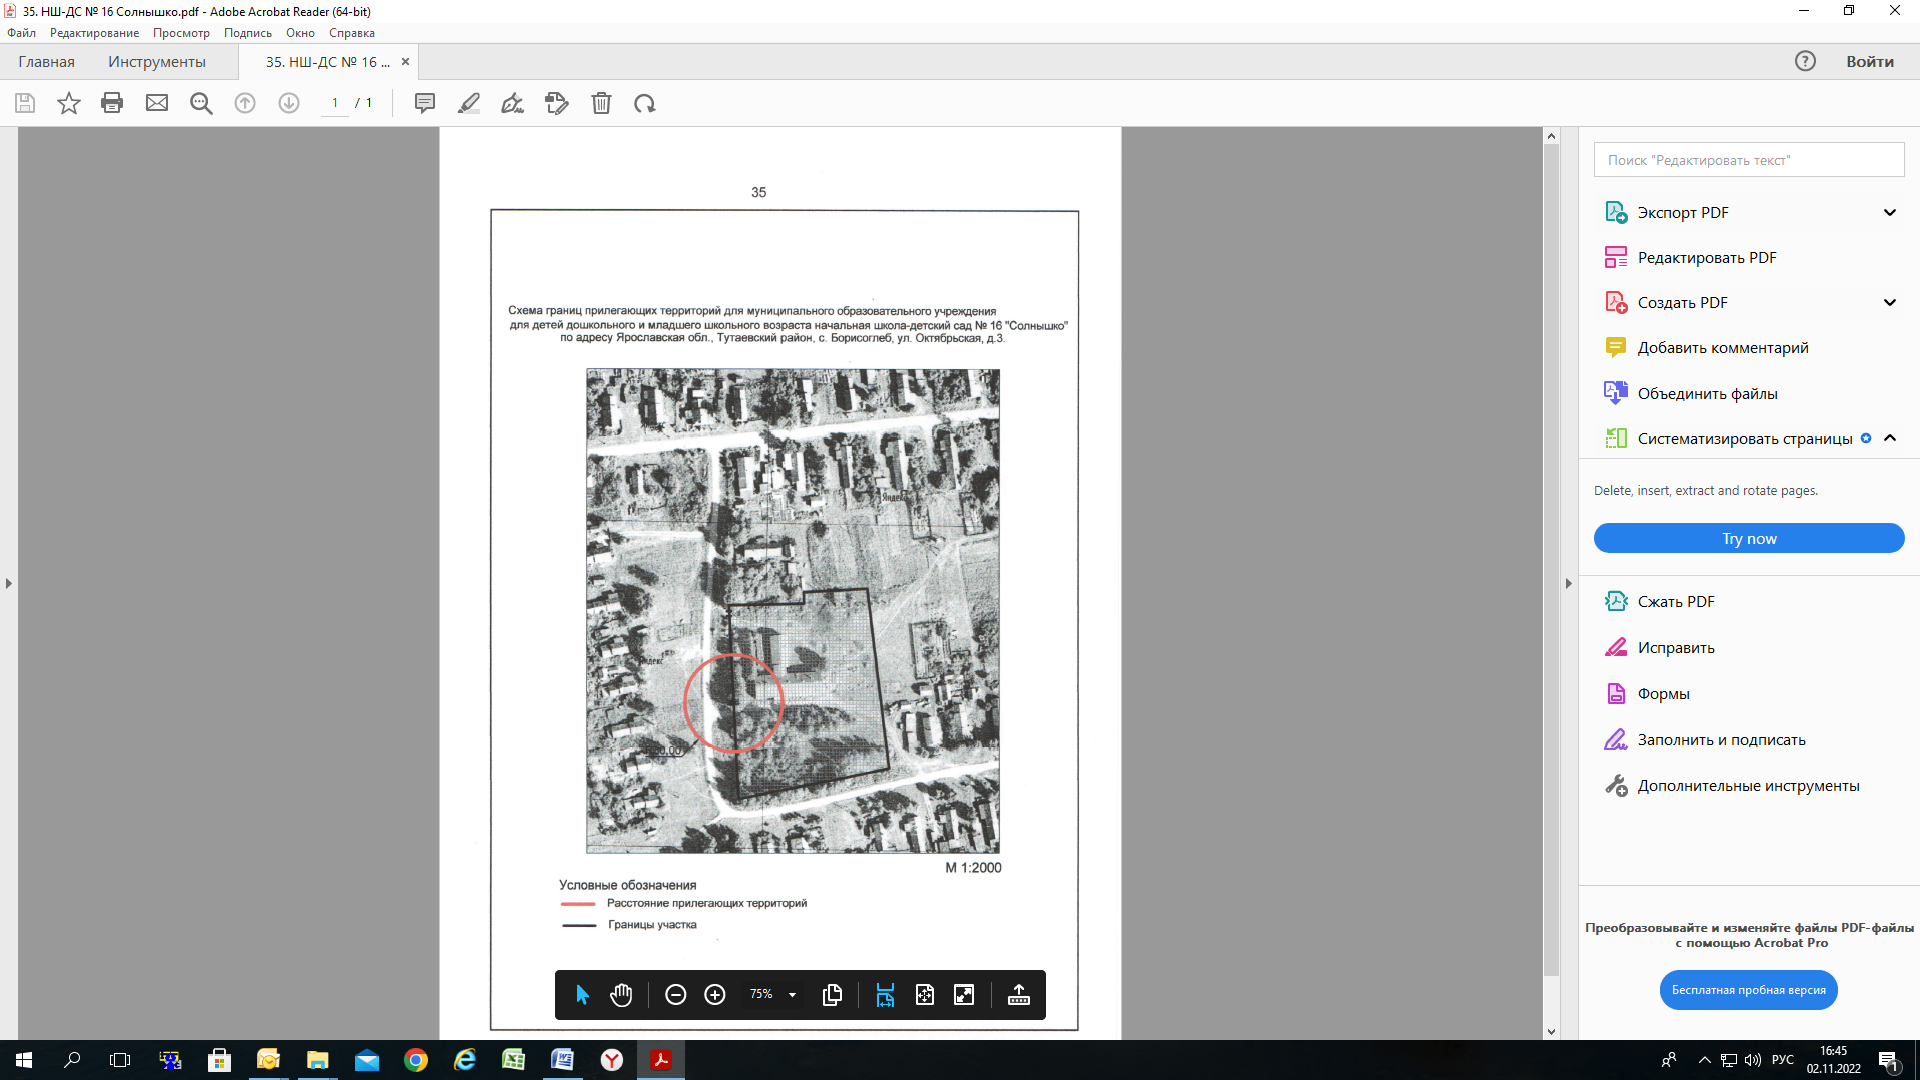 35. НШ-ДС № 16 Солнышко.pdf - Adobe Acrobat Reader (64-bit)
Файл Редактирование Просмотр Подпись Окно Справка
Главная Инструменты 35. НШ-ДС № 16 ... Войти
1 / 1
35
Схема границ прилегающих территорий для муниципального образовательного учреждения
для детей дошкольного и младшего школьного возраста начальная школа-детский сад № 16 "Солнышко"
по адресу Ярославская обл., Тутаевский район, с. Борисоглеб, ул. Октябрьская, д.3.
Яндекс
Яндекс
М 1:2000
Условные обозначения
Расстояние прилегающих территорий
Границы участка
75%
Поиск "Редактировать текст"
Экспорт PDF
Редактировать PDF
Создать PDF
Добавить комментарий
Объединить файлы
Систематизировать страницы
Delete, insert, extract and rotate pages.
Try now
Сжать PDF
Исправить
Формы
Заполнить и подписать
Дополнительные инструменты
Преобразовывайте и изменяйте файлы PDF-файлы
с помощью Acrobat Pro
Бесплатная пробная версия
РУС
16:45
02.11.2022
1